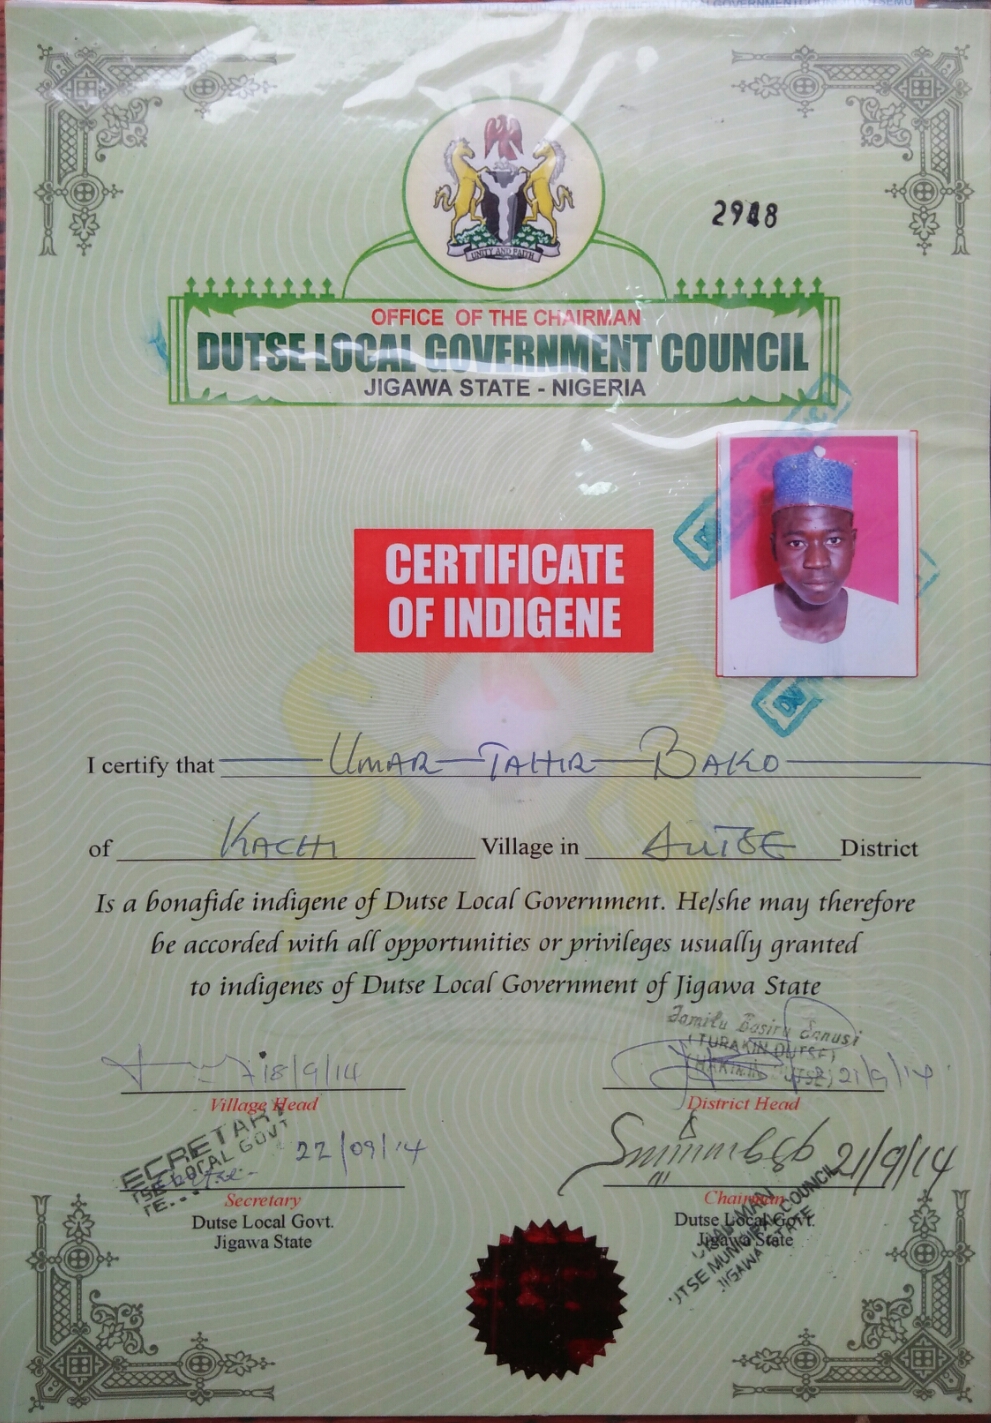 UNITY AND FAITH
2948
OFFICE OF THE CHAIRMAN
DUTSE LOCAL GOVERNMENT COUNCIL
JIGAWA STATE - NIGERIA
CERTIFICATE
OF INDIGENE
I certify that UMAR TAHIR BAKO
of KACHI Village in DUTSE District
Is a bonafide indigene of Dutse Local Government. He/she may therefore
be accorded with all opportunities or privileges usually granted
to indigenes of Dutse Local Government of Jigawa State
Jamilu Basiru Sanusi
(TURAKIN DUTSE)
18/9/14
21/9/14
Village Head
District Head
ECRETARY
TSE LOCAL GOVT
22/09/14
21/9/14
Secretary
Chairman
Dutse Local Govt.
Dutse Local Govt.
Jigawa State
Jigawa State
CHAIRMAN
UTSE MUNICIPAL COUNCIL
JIGAWA STATE